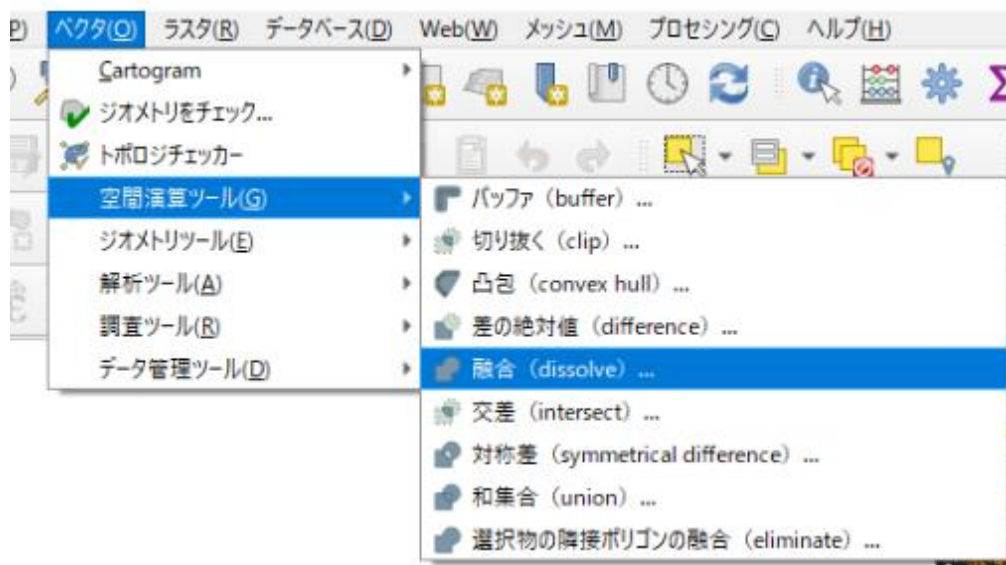 P) ベクタ(O) ラスタ(R) データベース(D) Web(W) メッシュ(M) プロセシング(C) ヘルプ(H)
Cartogram
ジオメトリをチェック...
トポロジチェッカー
空間演算ツール(G)
ジオメトリツール(E)
解析ツール(A)
調査ツール(R)
データ管理ツール(D)
バッファ（buffer）...
切り抜く（clip）...
凸包（convex hull）...
差の絶対値（difference）...
融合（dissolve）...
交差（intersect）...
対称差（symmetrical difference）...
和集合（union）...
選択物の隣接ポリゴンの融合（eliminate）...